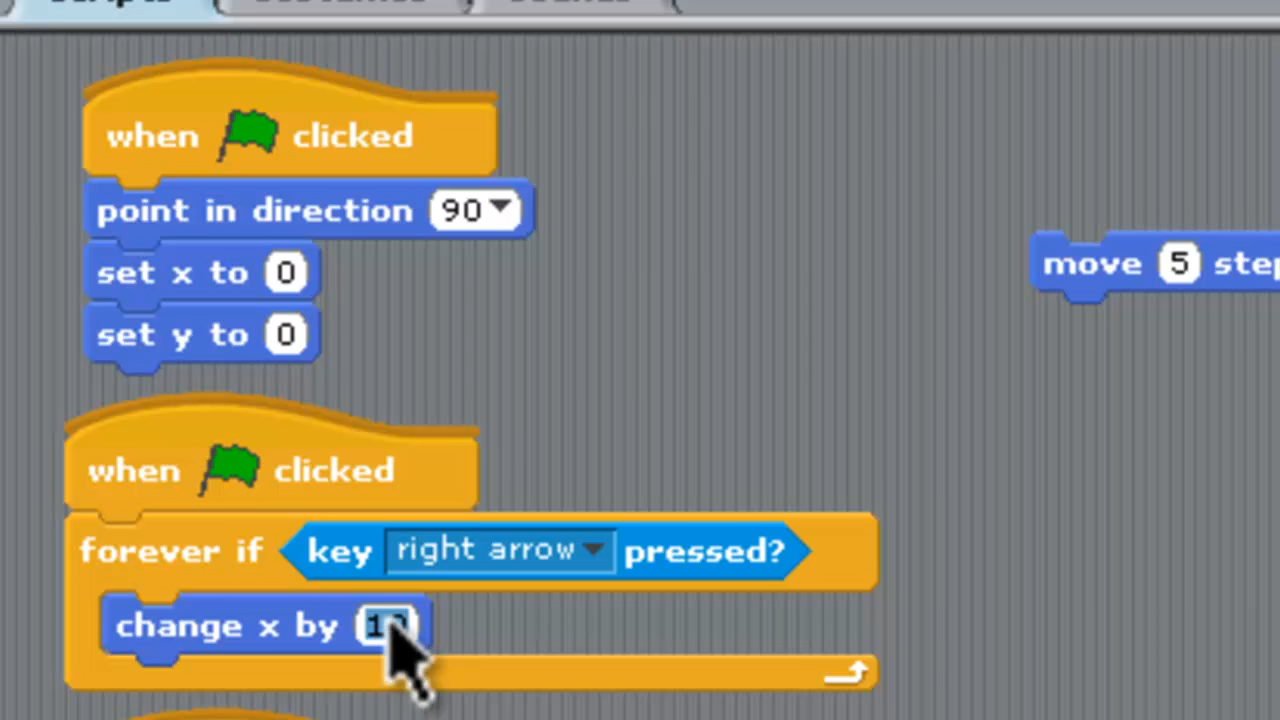 when clicked
point in direction 90
set x to 0
set y to 0
move 5
when clicked
forever if key right arrow pressed?
change x by